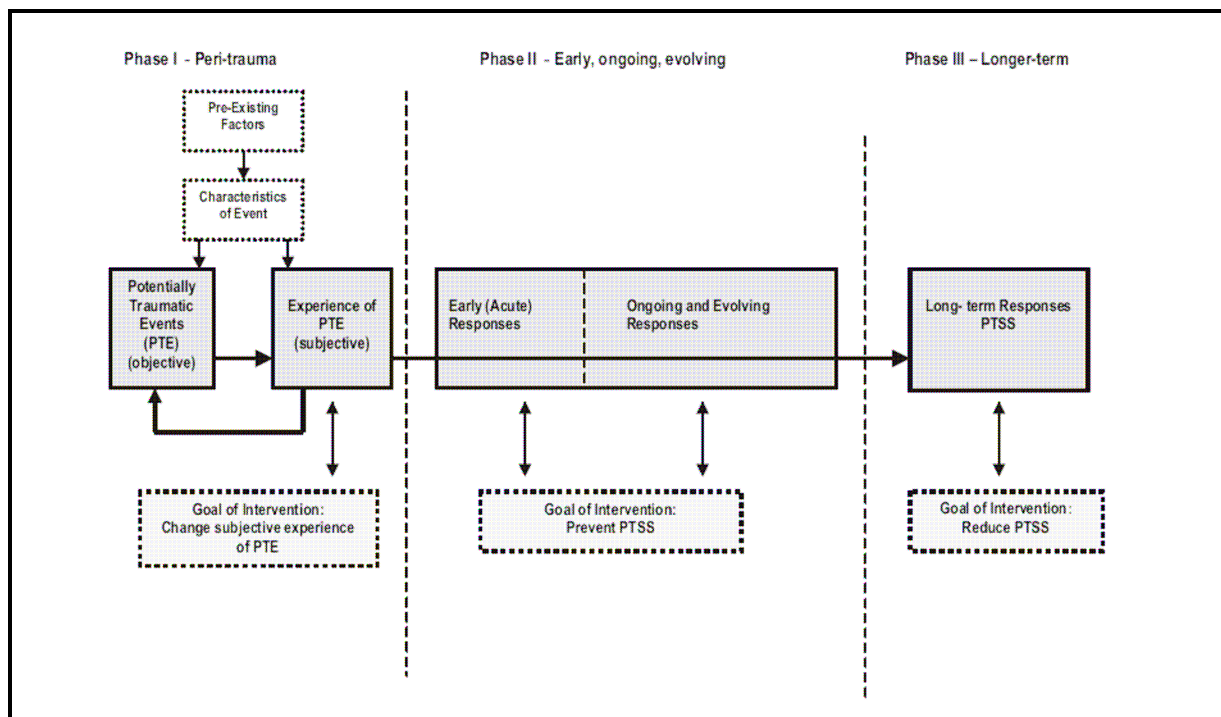 Phase I - Peri-trauma
Phase II - Early, ongoing, evolving
Phase III – Longer-term
Pre-Existing
Factors
Characteristics
of Event
Potentially
Traumatic
Events
(PTE)
(objective)
Experience of
PTE
(subjective)
Early (Acute)
Responses
Ongoing and Evolving
Responses
Long- term Responses
PTSS
Goal of Intervention:
Change subjective experience
of PTE
Goal of Intervention:
Prevent PTSS
Goal of Intervention:
Reduce PTSS